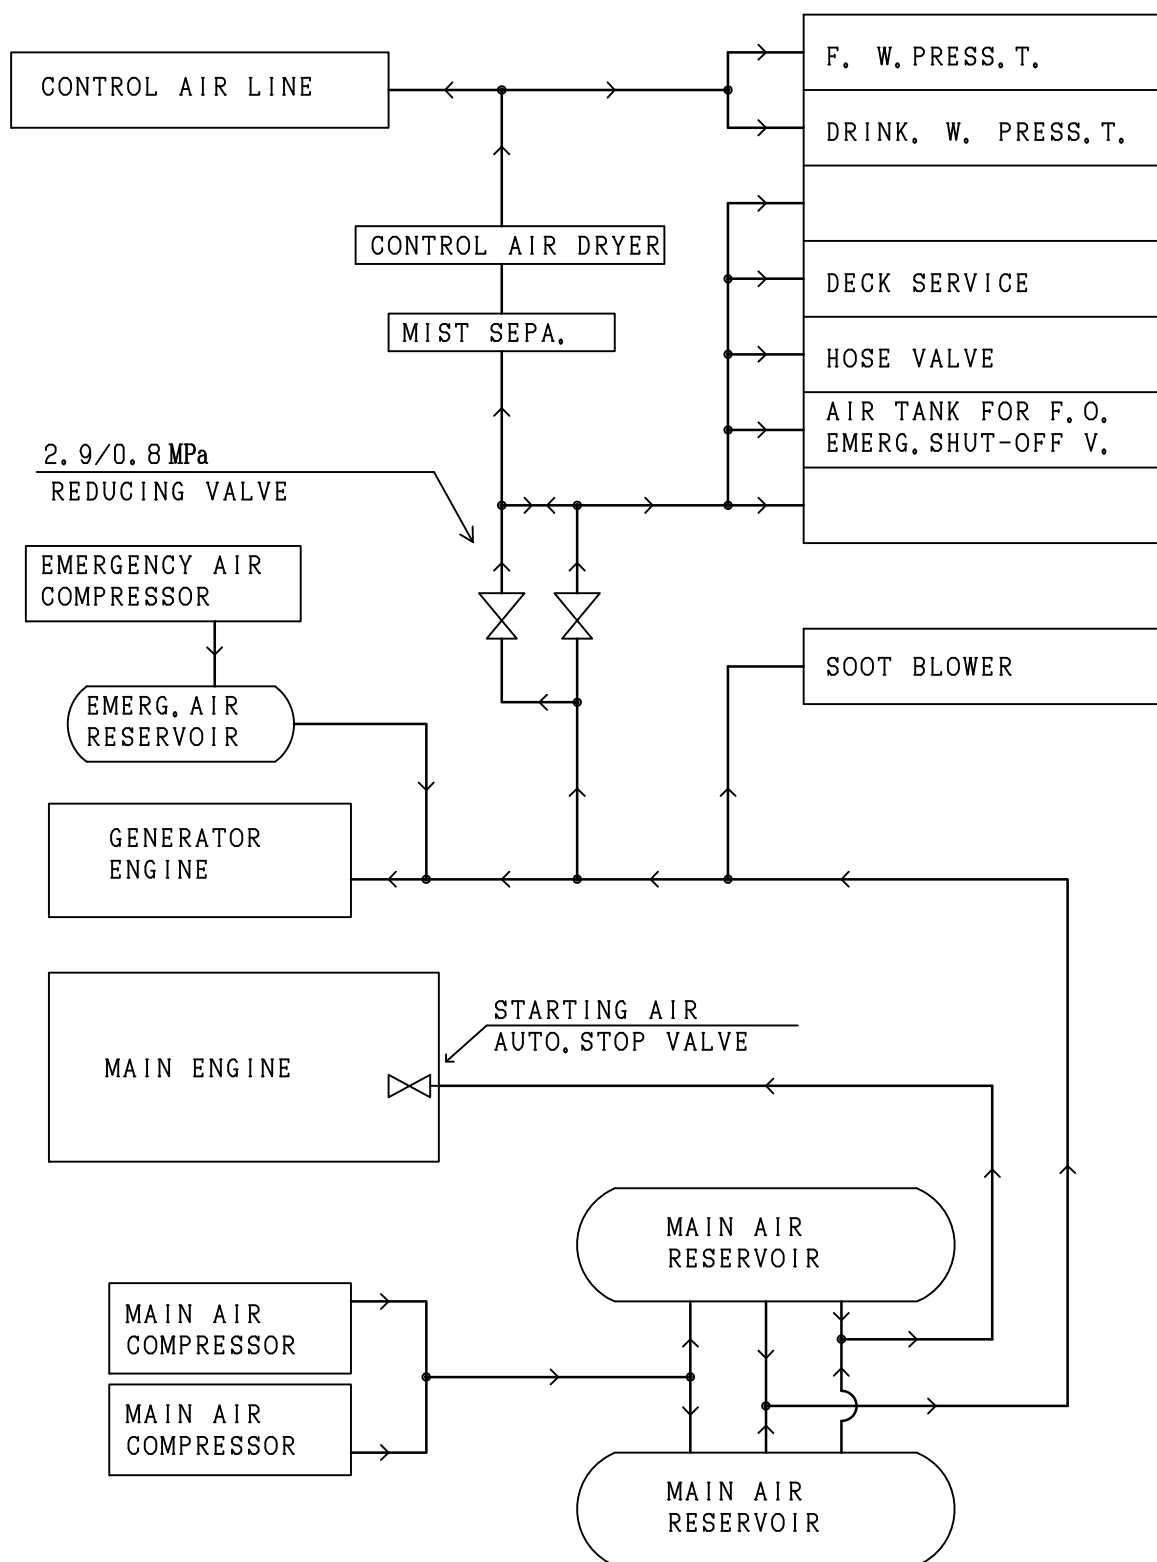 CONTROL AIR LINE
F. W. PRESS. T.
DRINK. W. PRESS. T.
CONTROL AIR DRYER
DECK SERVICE
MIST SEPA.
HOSE VALVE
AIR TANK FOR F. O.
EMERG. SHUT-OFF V.
2. 9/0. 8 MPa
REDUCING VALVE
EMERGENCY AIR
COMPRESSOR
SOOT BLOWER
EMERG. AIR
RESERVOIR
GENERATOR
ENGINE
STARTING AIR
AUTO. STOP VALVE
MAIN ENGINE
MAIN AIR
RESERVOIR
MAIN AIR
COMPRESSOR
MAIN AIR
COMPRESSOR
MAIN AIR
RESERVOIR